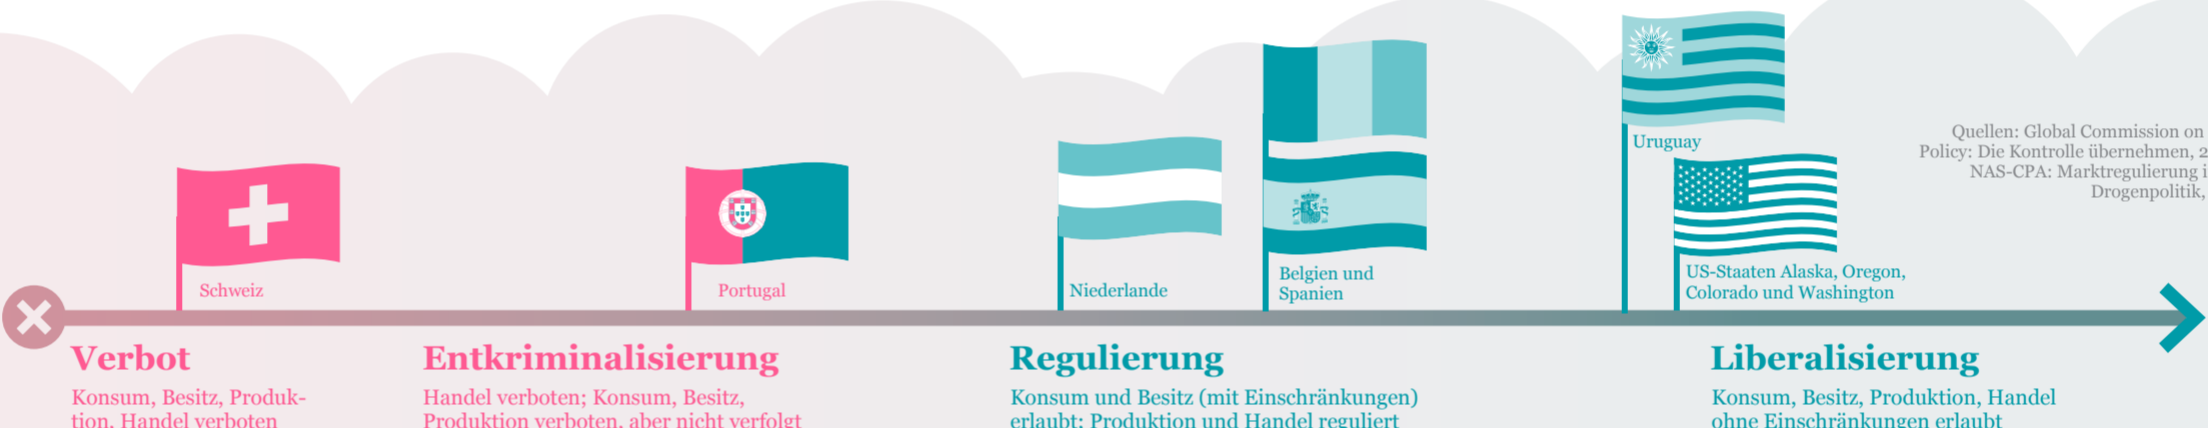 Quellen: Global Commission on
Policy: Die Kontrolle übernehmen,
NAS-CPA: Marktregulierung
Drogenpolitik,
Uruguay
US-Staaten Alaska, Oregon,
Colorado und Washington
Belgien und
Spanien
Niederlande
Portugal
Schweiz
Verbot
Konsum, Besitz, Produk-
tion, Handel verboten
Entkriminalisierung
Handel verboten; Konsum, Besitz,
Produktion verboten, aber nicht verfolgt
Regulierung
Konsum und Besitz (mit Einschränkungen)
erlaubt; Produktion und Handel reguliert
Liberalisierung
Konsum, Besitz, Produktion, Handel
ohne Einschränkungen erlaubt